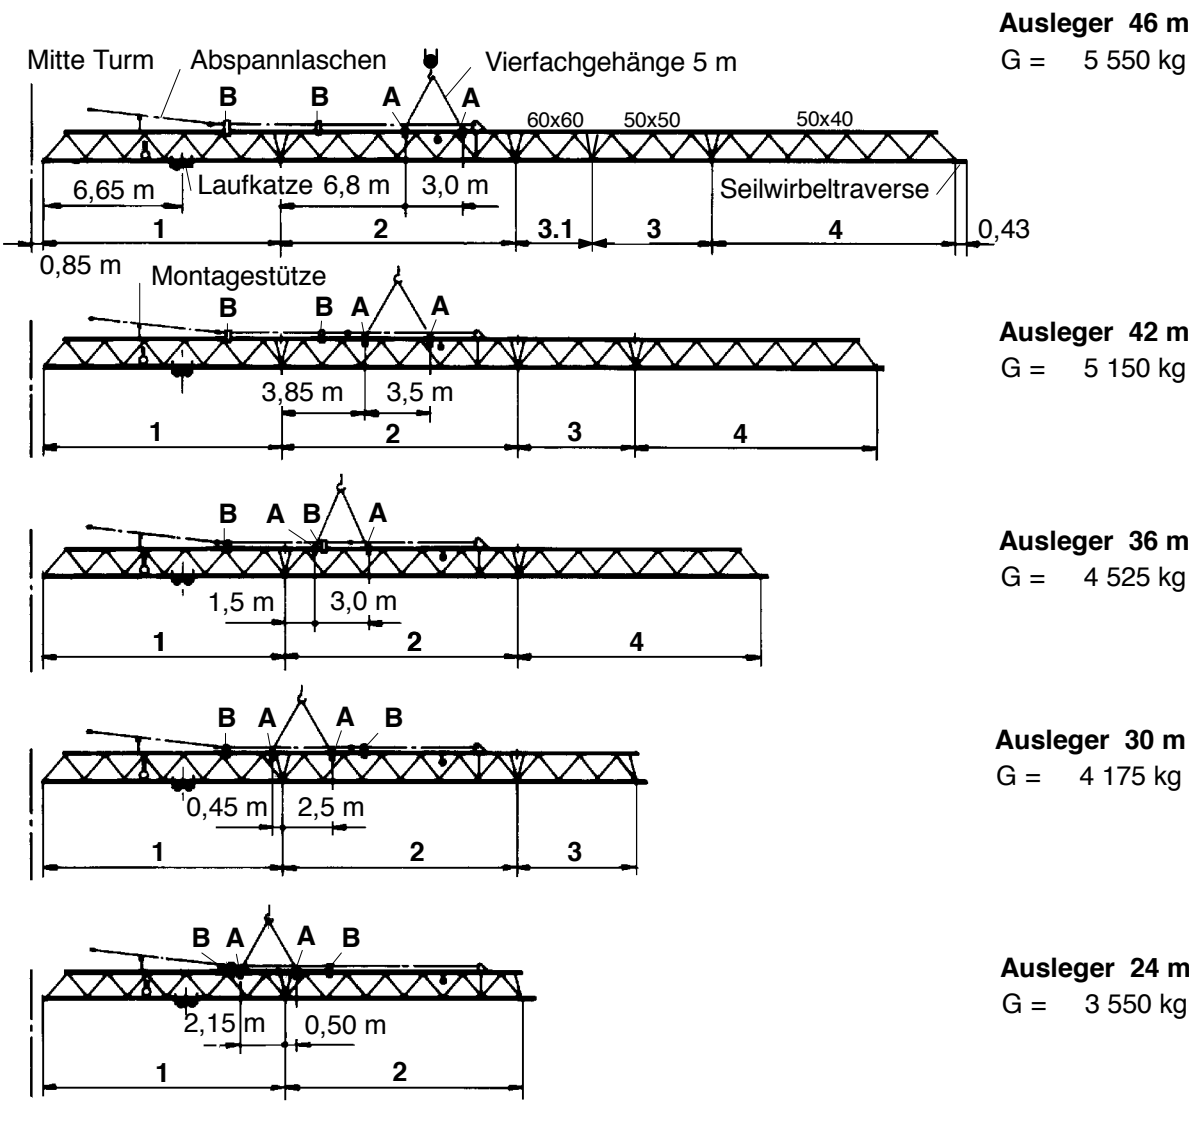 Ausleger 46 m
G = 5 550 kg
Mitte Turm Abspannlaschen Vierfachgehänge 5 m
B B A A
60x60 50x50 50x40
6,65 m Laufkatze 6,8 m 3,0 m Seilwirbeltraverse
1 2 3.1 3 4 0,43
0,85 m
Montagestütze
B B A A
Ausleger 42 m
G = 5 150 kg
3,85 m 3,5 m
1 2 3 4
B A B A
Ausleger 36 m
G = 4 525 kg
1,5 m 3,0 m
1 2 4
B A A B
Ausleger 30 m
G = 4 175 kg
0,45 m 2,5 m
1 2 3
B A A B
Ausleger 24 m
G = 3 550 kg
2,15 m 0,50 m
1 2